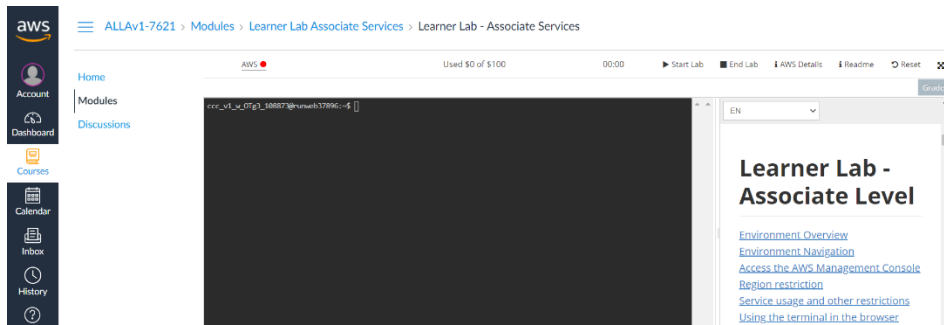 aws
ALLAv1-7621 > Modules > Learner Lab Associate Services > Learner Lab - Associate Services
Account
Dashboard
Courses
Calendar
Inbox
History
Home
Modules
Discussions
AWS
Used $0 of $100
00:00
Start Lab
End Lab
AWS Details
Readme
Reset
Grade
ccc_v1_w_OTg3_108873@runweb37896:~$
EN
Learner Lab -
Associate Level
Environment Overview
Environment Navigation
Access the AWS Management Console
Region restriction
Service usage and other restrictions
Using the terminal in the browser